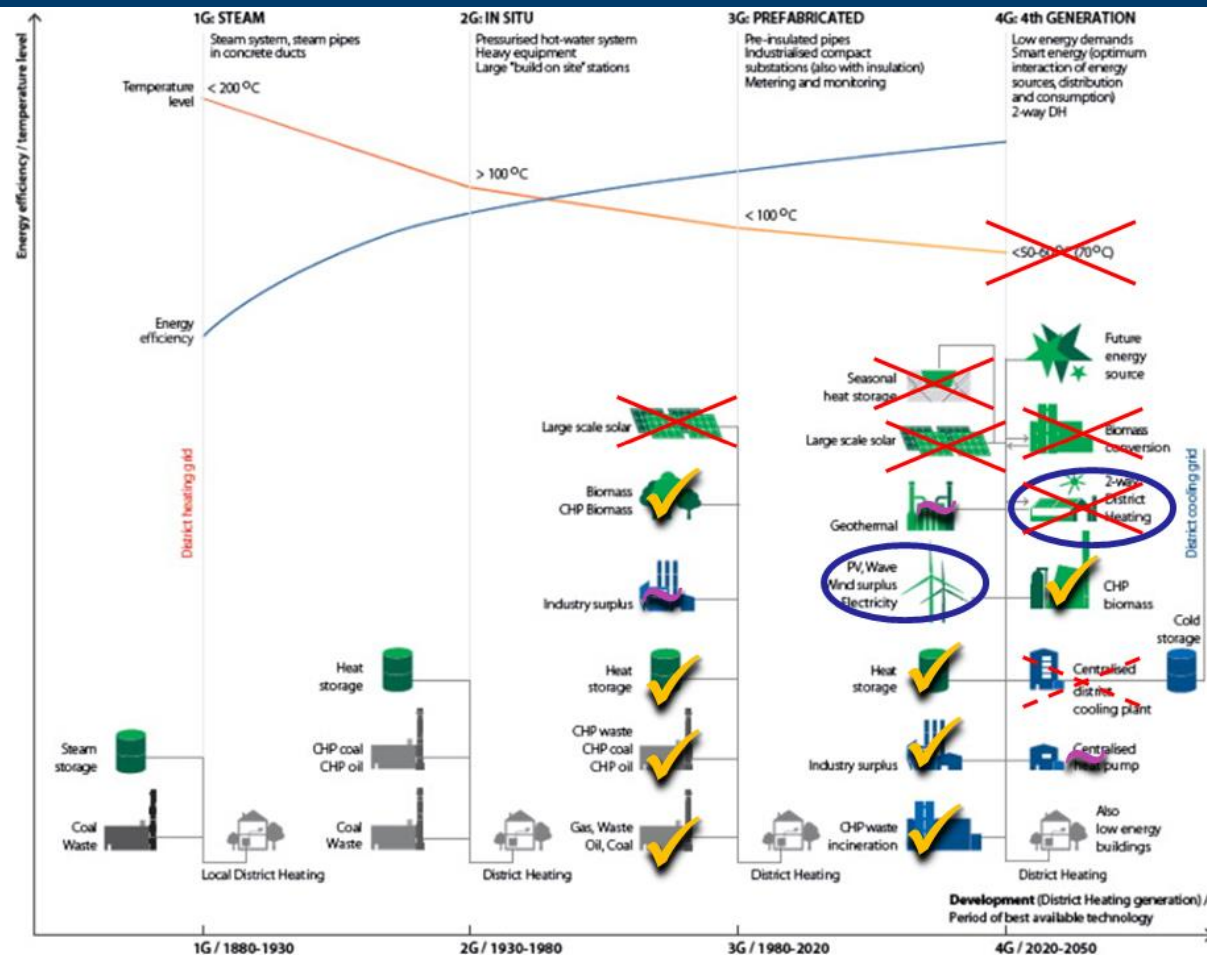 1G: STEAM
Steam system, steam pipes
in concrete ducts
2G: IN SITU
Pressurised hot-water system
Heavy equipment
Large "build on site" stations
3G: PREFABRICATED
Pre-insulated pipes
Industrialised compact
substations (also with insulation)
Metering and monitoring
4G: 4th GENERATION
Low energy demands
Smart energy (optimum
interaction of energy
sources, distribution
and consumption)
2-way DH
Energy efficiency / temperature level
Temperature
level
< 200 °C
> 100 °C
< 100 °C
<50-60°C (70°C)
Energy
efficiency
District heating grid
Steam
storage
Coal
Waste
Local District Heating
Heat
storage
CHP coal
CHP oil
Coal
Waste
District Heating
Large scale solar
Biomass
CHP Biomass
Industry surplus
Heat
storage
CHP waste
CHP coal
CHP oil
Gas, Waste
Oil, Coal
District Heating
Seasonal
heat storage
Large scale solar
Geothermal
PV, Wave
Wind surplus
Electricity
Heat
storage
Industry surplus
CHP waste
incineration
Future
energy
source
Biomass
conversion
2-way
District
Heating
CHP
biomass
Centralised
district
cooling plant
Centralised
heat pump
Also
low energy
buildings
District Heating
District cooling grid
Cold
storage
Development (District Heating generation) /
Period of best available technology
1G / 1880-1930
2G / 1930-1980
3G / 1980-2020
4G / 2020-2050